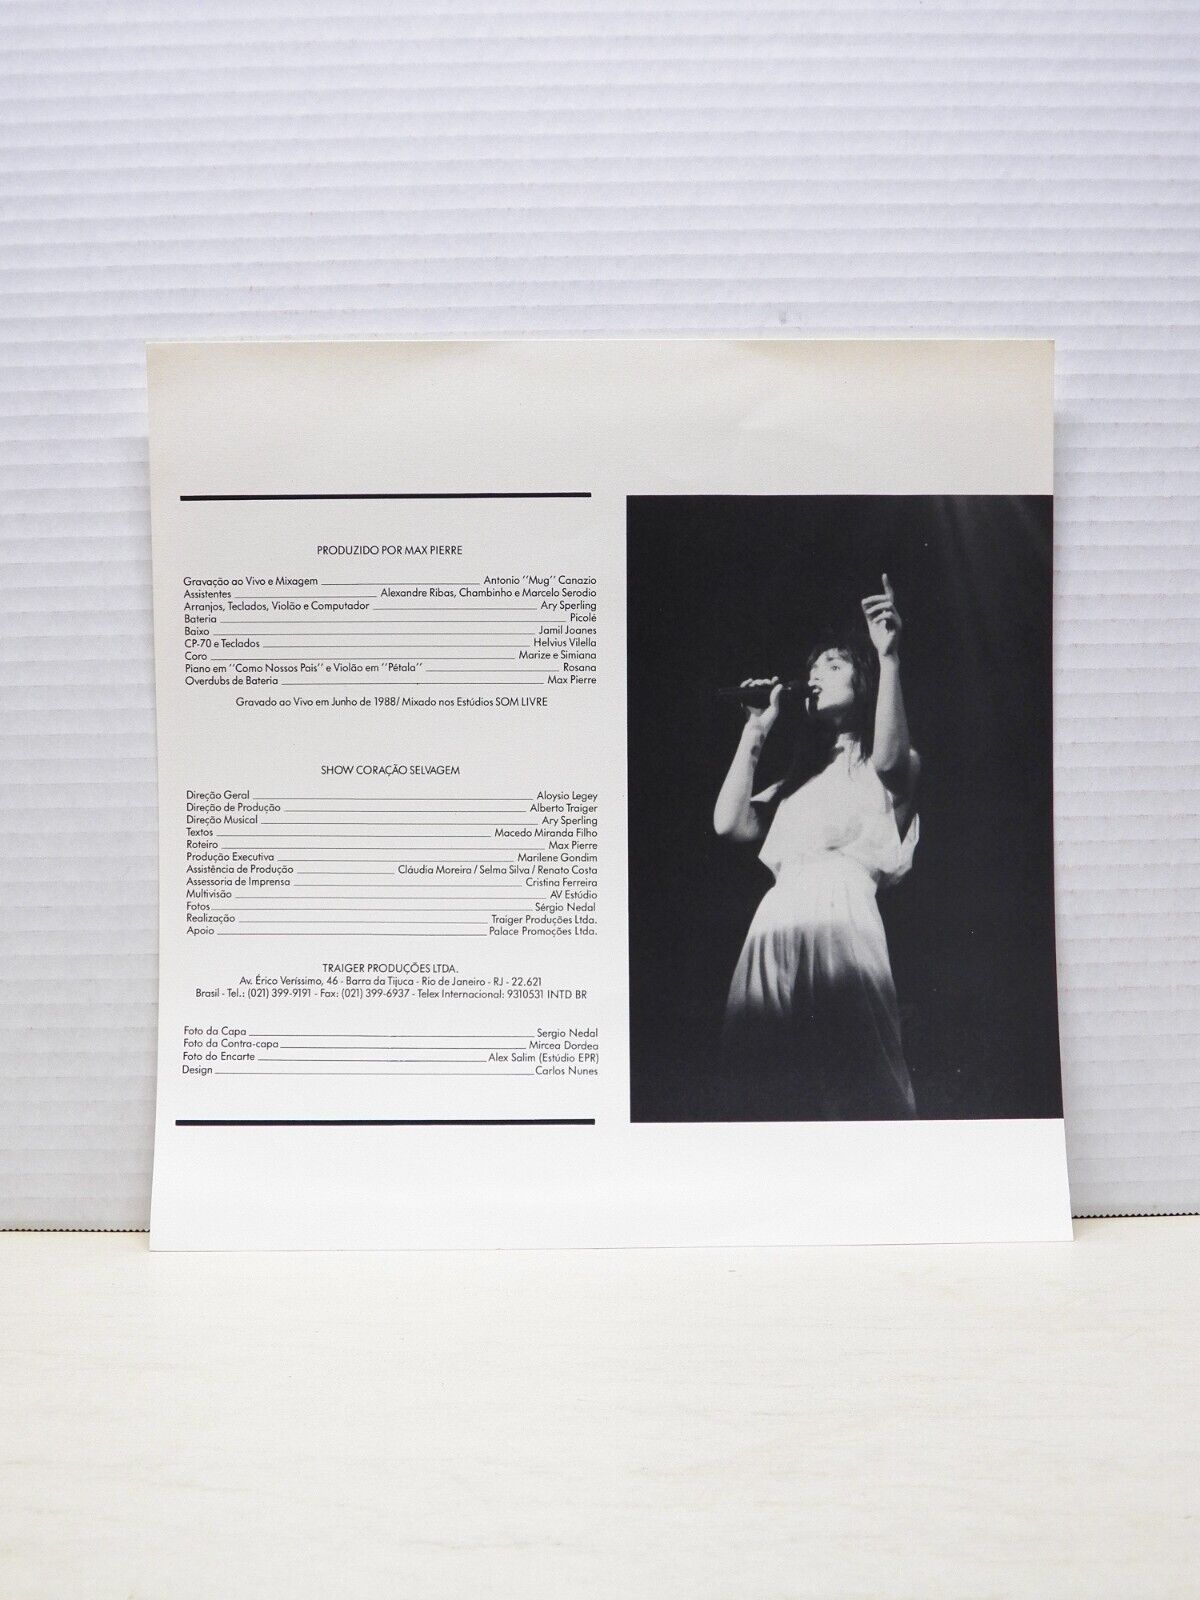 PRODUZIDO POR MAX PIERRE
Gravação ao Vivo e Mixagem Antonio "Mug" Canazio
Assistentes Alexandre Ribas, Chambinho e Marcelo Serodio
Arranjos, Teclados, Violão e Computador Ary Sperling
Bateria Picolé
Baixo Jamil Joanes
CP-70 e Teclados Helvius Vilella
Coro Marize e Simiana
Piano em "Como Nossos Pais" e Violão em "Pétala" Rosana
Overdubs de Bateria Max Pierre
Gravado ao Vivo em Junho de 1988/ Mixado nos Estúdios SOM LIVRE
SHOW CORAÇÃO SELVAGEM
Direção Geral Aloysio Legey
Direção de Produção Alberto Traiger
Direção Musical Ary Sperling
Textos Macedo Miranda Filho
Roteiro Max Pierre
Produção Executiva Marilene Gondim
Assistência de Produção Cláudia Moreira / Selma Silva / Renato Costa
Assessoria de Imprensa Cristina Ferreira
Multivisão AV Estúdio
Fotos Sérgio Nedal
Realização Traiger Produções Ltda.
Apoio Palace Promoções Ltda.
TRAIGER PRODUÇÕES LTDA.
Av. Érico Veríssimo, 46 - Barra da Tijuca - Rio de Janeiro - RJ - 22.621
Brasil - Tel.: (021) 399-9191 - Fax: (021) 399-6937 - Telex Internacional: 9310531 INTD BR
Foto da Capa Sergio Nedal
Foto da Contra-capa Mircea Dordea
Foto do Encarte Alex Salim (Estúdio EPR)
Design Carlos Nunes